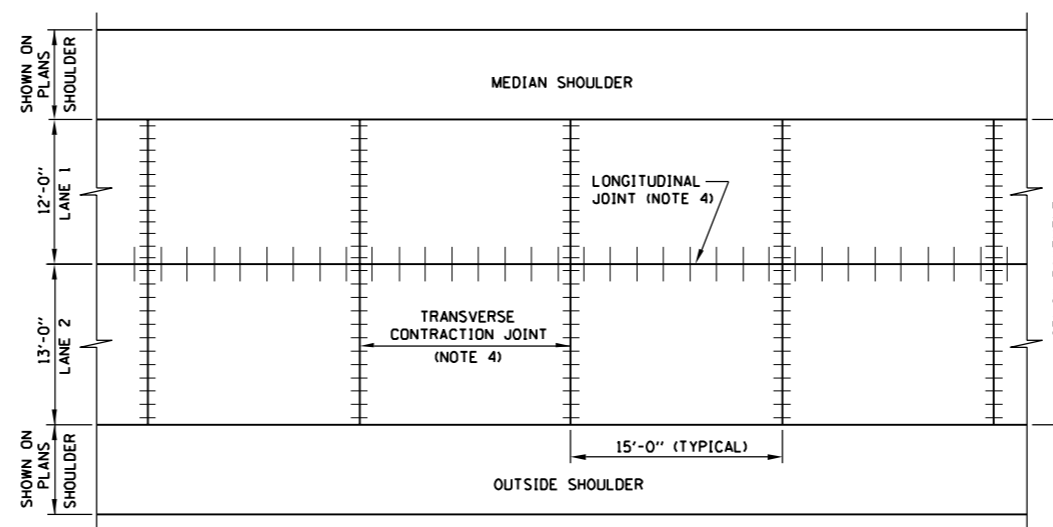 SHOWN ON
PLANS
SHOULDER
MEDIAN SHOULDER
12'-0"
LANE 1
LONGITUDINAL
JOINT (NOTE 4)
13'-0"
LANE 2
TRANSVERSE
CONTRACTION JOINT
(NOTE 4)
15'-0" (TYPICAL)
SHOWN ON
PLANS
SHOULDER
OUTSIDE SHOULDER